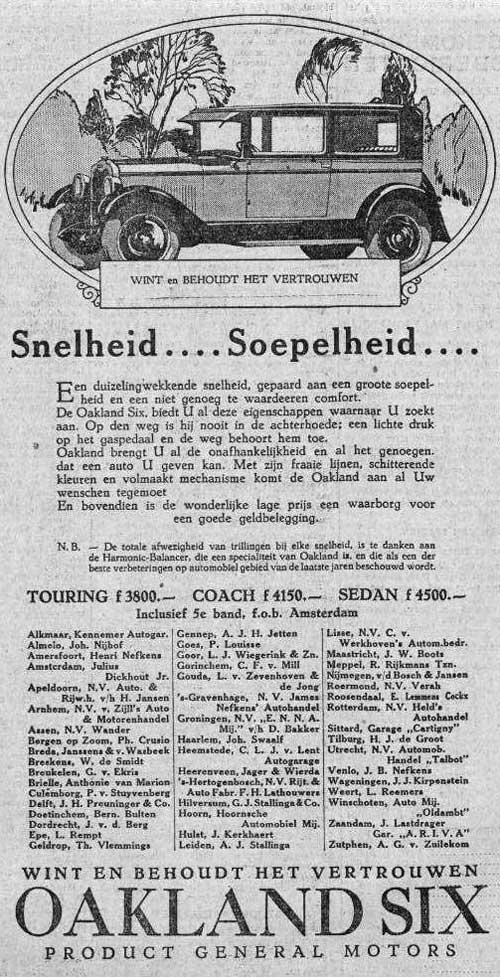 WINT en BEHOUDT HET VERTROUWEN
Snelheid....Soepelheid....
Een duizelingwekkende snelheid, gepaard aan een groote soepel-
heid en een niet genoeg te waardeeren comfort.
De Oakland Six, biedt U al deze eigenschappen waarnaar U zoekt
aan. Op den weg is hij nooit in de achterhoede; een lichte druk
op het gaspedaal en de weg behoort hem toe.
Oakland brengt U al de onafhankelijkheid en al het genoegen.
dat een auto U geven kan. Met zijn fraaie lijnen, schitterende
kleuren en volmaakt mechanisme komt de Oakland aan al Uw
wenschen tegemoet
En bovendien is de wonderlijke lage prijs een waarborg voor
een goede geldbelegging.
N.B. — De totale afwezigheid van trillingen bij elke snelheid, is te danken aan
de Harmonic-Balancer, die een specialiteit van Oakland is, en die als een der
beste verbeteringen op automobiel gebied van de laatste jaren beschouwd wordt.
TOURING f 3800.— COACH f 4150.— SEDAN f 4500.—
Inclusief 5e band, f.o.b. Amsterdam
Alkmaar, Kennemer Autogar.
Almelo, Joh. Nijhof
Amersfoort, Henri Nefkens
Amsterdam, Julius
Dickhout Jr.
Apeldoorn, N.V. Auto. &
Rijw.h. v/h H. Jansen
Arnhem, N.V. v. Zijll's Auto
& Motorenhandel
Assen, N.V. Wander
Bergen op Zoom, Ph. Crusio
Breda, Janssens & v. Wasbeek
Breskens, W. de Smidt
Breukelen, G. v. Ekris
Brielle, Anthonie van Marion
Culemborg, P. v. Stuyvenberg
Delft, J. H. Preuninger & Co.
Doetinchem, Bern. Bulten
Dordrecht, J. v. d. Berg
Epe, L. Rempt
Geldrop, Th. Vlemmings
Gennep, A. J. H. Jetten
Goes, P. Louisse
Goor, L. J. Wiegerink & Zn.
Gorinchem, C. F. v. Mill
Gouda, L. v. Zevenhoven &
de Jong
's-Gravenhage, N. V. James
Nefkens' Autohandel
Groningen, N.V. „E. N. N. A.
Mij." v/h D. Bakker
Haarlem, Joh. Swaalf
Heemstede, C. L. J. v. Lent
Autogarage
Heerenveen, Jager & Wierda
's-Hertogenbosch, N.V. Rijt. &
Auto Fabr. F. H. Lathouwers
Hilversum, G. J. Stallinga & Co.
Hoorn, Hoornsche
Automobiel Mij.
Hulst, J. Kerkhaert
Leiden, A. J. Stallinga
Lisse, N.V. C. v.
Werkhoven's Autom.bedr.
Maastricht, J. W. Boots
Meppel, R. Rijkmans Tzn.
Nijmegen, v/d Bosch & Jansen
Roermond, N.V. Verah
Roosendaal, E. Lemmens Cockx
Rotterdam, N.V. Held's
Autohandel
Sittard, Garage „Cartigny"
Tilburg, H. J. de Groot
Utrecht, N.V. Automob.
Handel „Talbot"
Venlo, J. B. Nefkens
Wageningen, J. J. Kirpenstein
Weert, L. Reemers
Winschoten, Auto Mij.
„Oldambt"
Zaandam, J. Lastdrager
Gar. „A. R. I. V. A"
Zutphen, A. G. v. Zuilekom
WINT EN BEHOUDT HET VERTROUWEN
OAKLAND SIX
PRODUCT GENERAL MOTORS